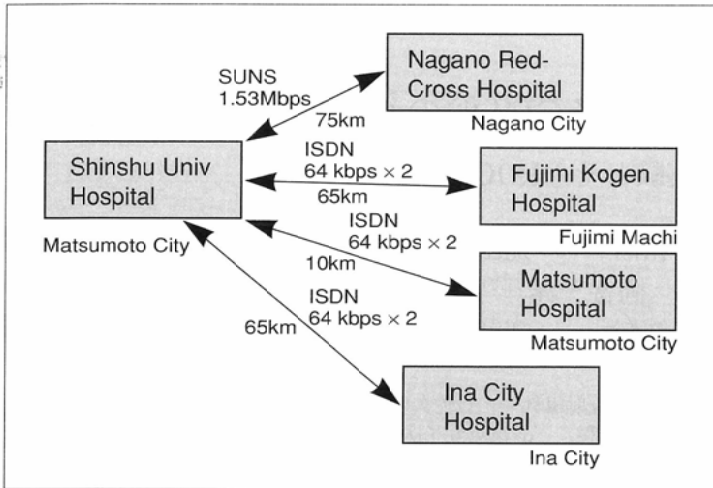 Nagano Red-
Cross Hospital
Nagano City
SUNS
1.53Mbps
75km
Shinshu Univ
Hospital
Matsumoto City
ISDN
64 kbps × 2
65km
Fujimi Kogen
Hospital
Fujimi Machi
ISDN
64 kbps × 2
10km
Matsumoto
Hospital
Matsumoto City
ISDN
64 kbps × 2
65km
Ina City
Hospital
Ina City